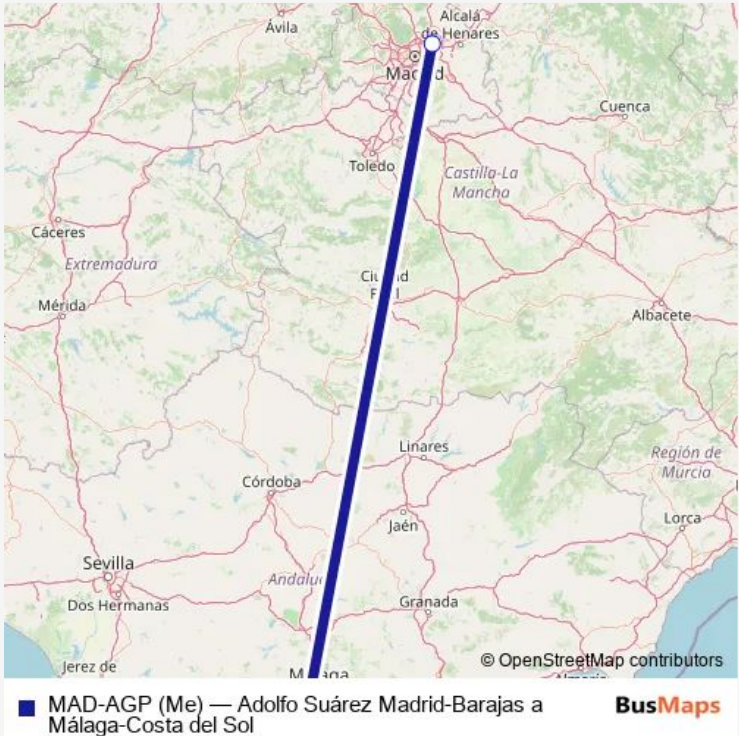 Alcalá
de Henares
Ávila
Cuenca
Toledo
Castilla-La
Mancha
Cáceres
Extremadura
Mérida
Albacete
Linares
Región de
Murcia
Córdoba
Lorca
Jaén
Sevilla
Dos Hermanas
Granada
© OpenStreetMap contributors
Jerez de
MAD-AGP (Me) — Adolfo Suárez Madrid-Barajas a
Málaga-Costa del Sol
BusMaps